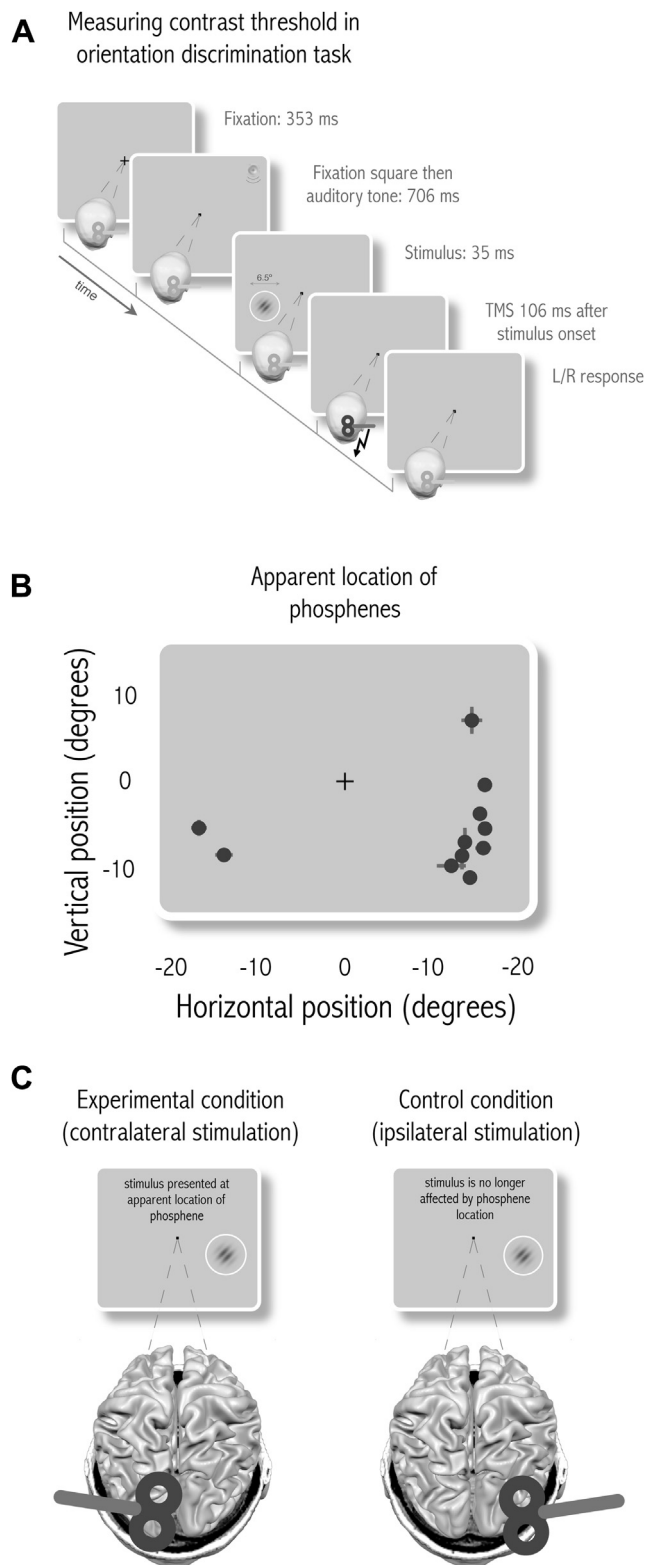 A
Measuring contrast threshold in
orientation discrimination task
Fixation: 353 ms
Fixation square then
auditory tone: 706 ms
Stimulus: 35 ms
6.5°
TMS 106 ms after
stimulus onset
L/R response
time
B
Apparent location of
phosphenes
Vertical position (degrees)
10
0
-10
-20
-10
0
-10
-20
Horizontal position (degrees)
C
Experimental condition
(contralateral stimulation)
stimulus presented at
apparent location of
phosphene
Control condition
(ipsilateral stimulation)
stimulus is no longer
affected by phosphene
location